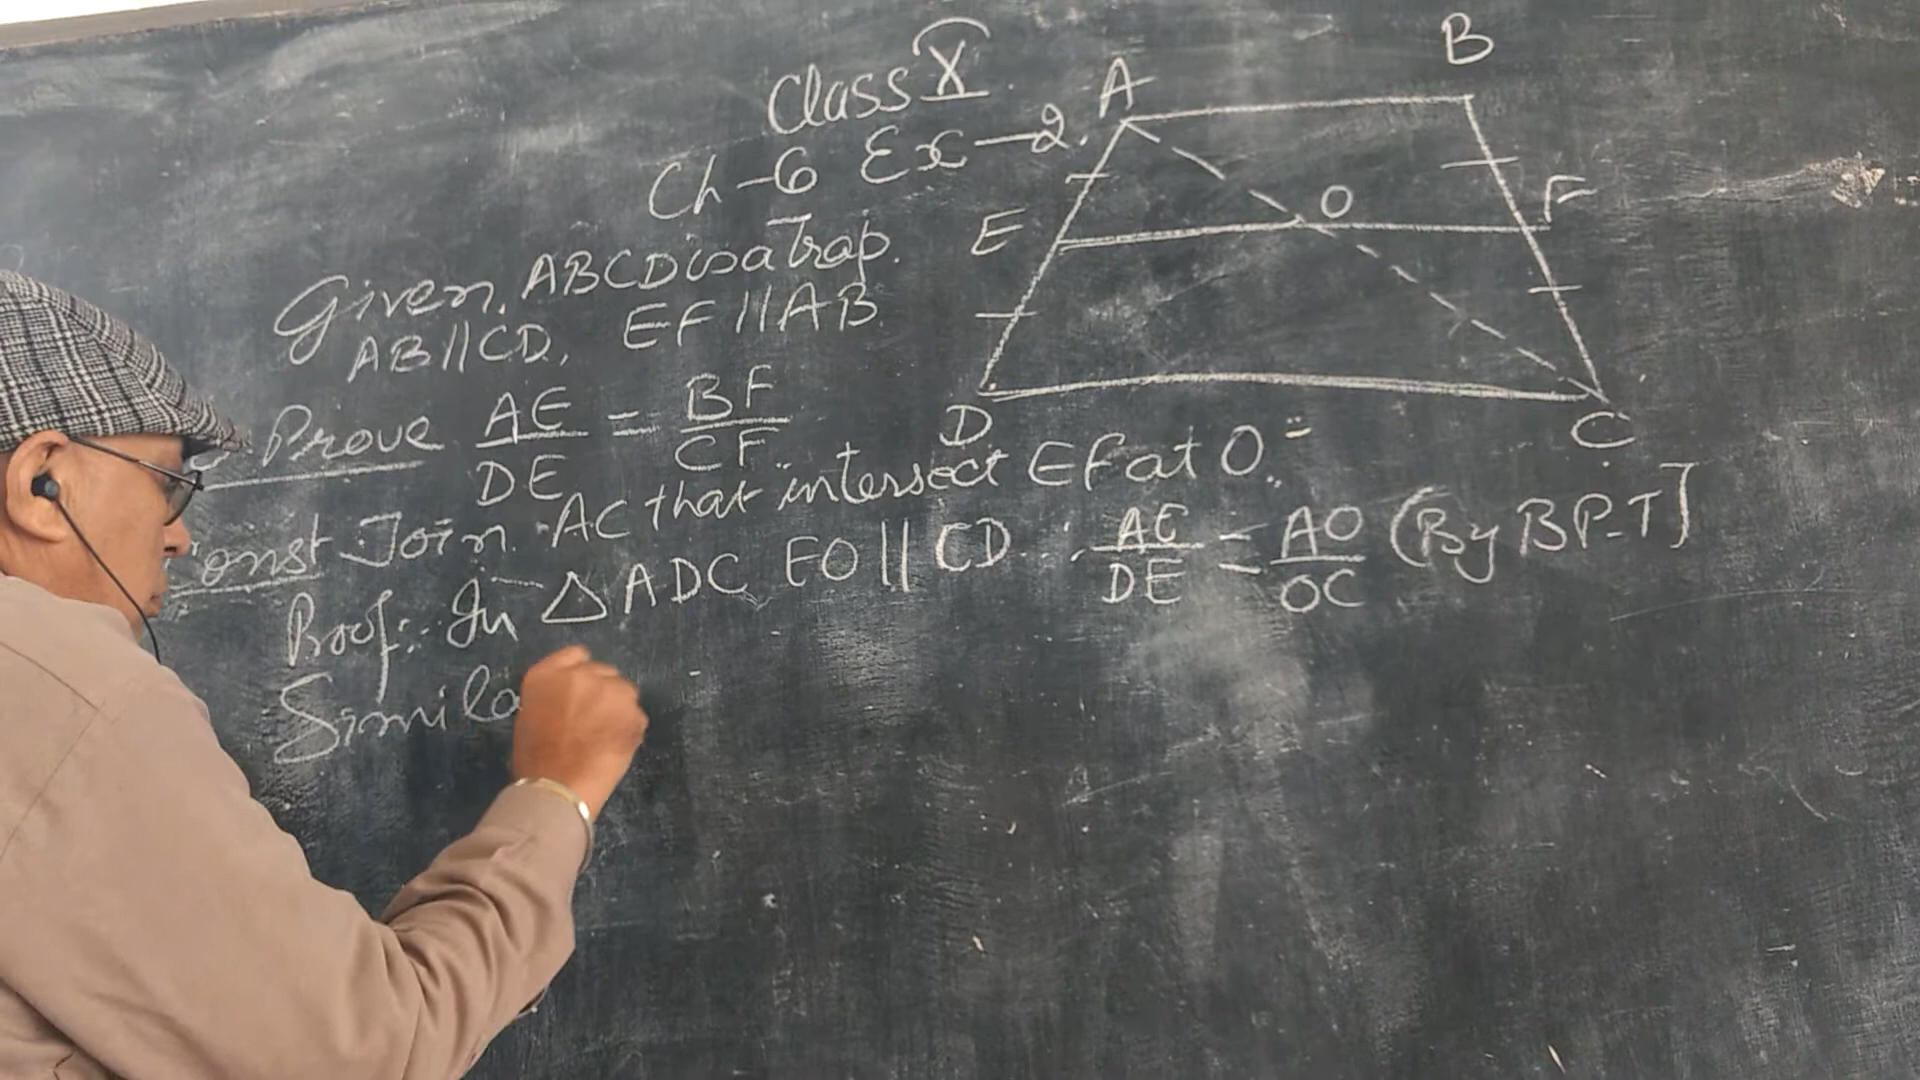 Class X
Ch-6 Ex-2.
Given. ABCD is a Trap.
AB//CD, EF//AB
Prove AE/DE = BF/CF
Const Join AC that intersect EF at O.
Proof:- In △ADC EO||CD ∴ AE/DE = AO/OC (By BP-T]
Simila
A
B
E
O
F
D
C